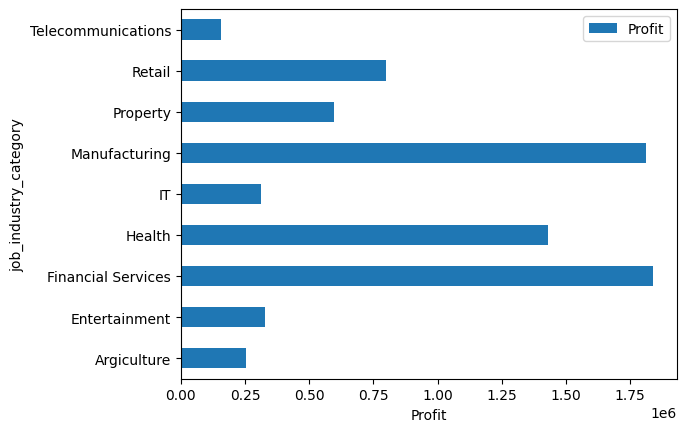 Telecommunications
Retail
Property
Manufacturing
IT
Health
Financial Services
Entertainment
Argiculture
job_industry_category
Profit
0.00 0.25 0.50 0.75 1.00 1.25 1.50 1.75
1e6
Profit